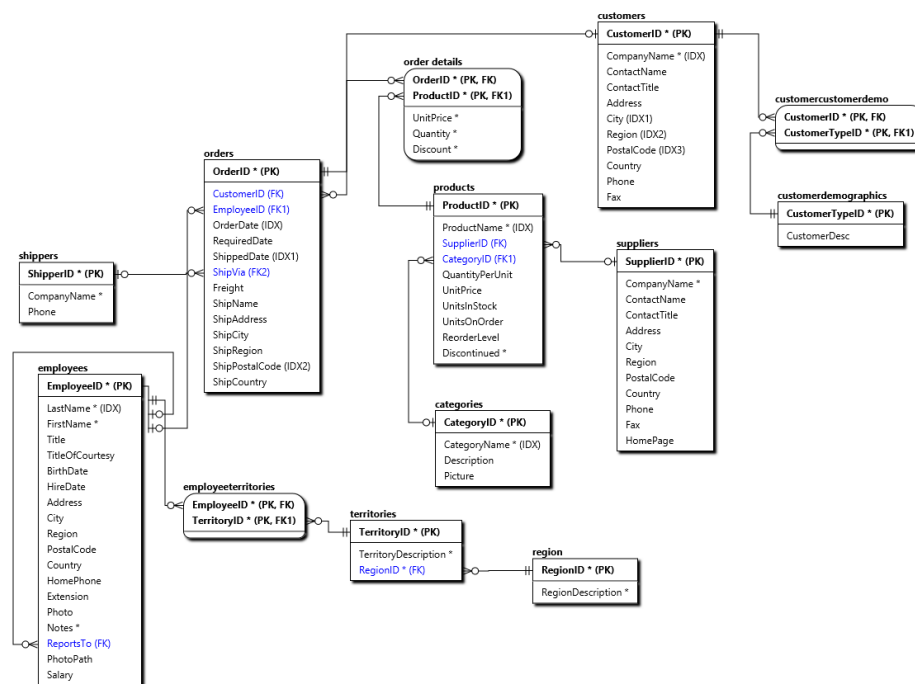 customers
CustomerID * (PK)
CompanyName * (IDX)
ContactName
ContactTitle
Address
City (IDX1)
Region (IDX2)
PostalCode (IDX3)
Country
Phone
Fax
order details
OrderID * (PK, FK)
ProductID * (PK, FK1)
UnitPrice *
Quantity *
Discount *
customercustomerdemo
CustomerID * (PK, FK)
CustomerTypeID * (PK, FK1)
orders
OrderID * (PK)
CustomerID (FK)
EmployeeID (FK1)
OrderDate (IDX)
RequiredDate
ShippedDate (IDX1)
ShipVia (FK2)
Freight
ShipName
ShipAddress
ShipCity
ShipRegion
ShipPostalCode (IDX2)
ShipCountry
products
ProductID * (PK)
ProductName * (IDX)
SupplierID (FK)
CategoryID (FK1)
QuantityPerUnit
UnitPrice
UnitsInStock
UnitsOnOrder
ReorderLevel
Discontinued *
customerdemographics
CustomerTypeID * (PK)
CustomerDesc
suppliers
SupplierID * (PK)
CompanyName *
ContactName
ContactTitle
Address
City
Region
PostalCode
Country
Phone
Fax
HomePage
shippers
ShipperID * (PK)
CompanyName *
Phone
employees
EmployeeID * (PK)
LastName * (IDX)
FirstName *
Title
TitleOfCourtesy
BirthDate
HireDate
Address
City
Region
PostalCode
Country
HomePhone
Extension
Photo
Notes *
ReportsTo (FK)
PhotoPath
Salary
categories
CategoryID * (PK)
CategoryName * (IDX)
Description
Picture
employeeterritories
EmployeeID * (PK, FK)
TerritoryID * (PK, FK1)
territories
TerritoryID * (PK)
TerritoryDescription *
RegionID * (FK)
region
RegionID * (PK)
RegionDescription *